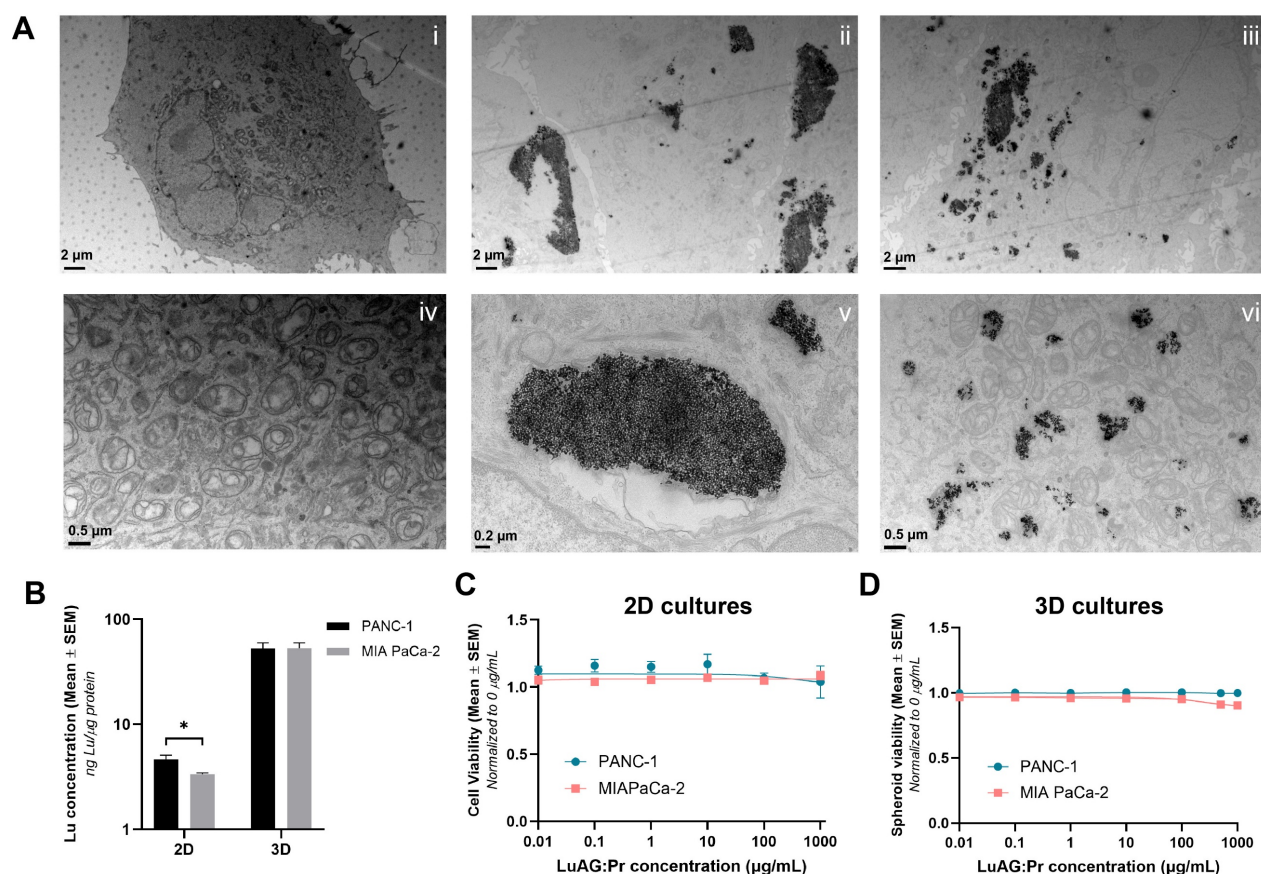 A
i
ii
iii
2 µm
2 µm
2 µm
iv
v
vi
0.5 µm
0.2 µm
0.5 µm
B
Lu concentration (Mean ± SEM)
ng Lu/µg protein
100
10
1
*
2D
3D
PANC-1
MIA PaCa-2
C
2D cultures
Cell Viability (Mean ± SEM)
Normalized to 0 µg/mL
1.5
1.0
0.5
0.0
PANC-1
MIAPaCa-2
0.01 0.1 1 10 100 1000
LuAG:Pr concentration (µg/mL)
D
3D cultures
Spheroid viability (Mean ± SEM)
Normalized to 0 µg/mL
1.5
1.0
0.5
0.0
PANC-1
MIA PaCa-2
0.01 0.1 1 10 100 1000
LuAG:Pr concentration (µg/mL)